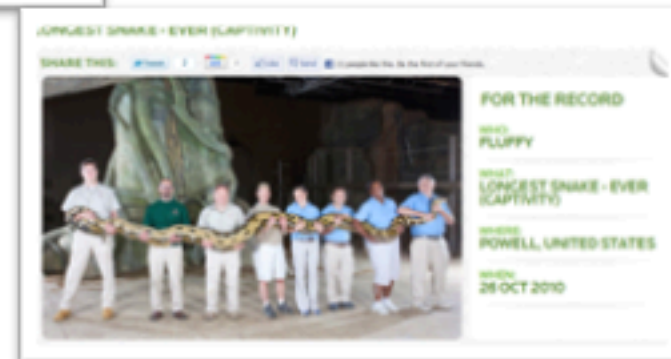 LONGEST SNAKE - EVER (CAPTIVITY)
SHARE THIS:
FOR THE RECORD
WHO:
FLUFFY
WHAT:
LONGEST SNAKE - EVER
(CAPTIVITY)
WHERE:
POWELL, UNITED STATES
WHEN:
26 OCT 2010